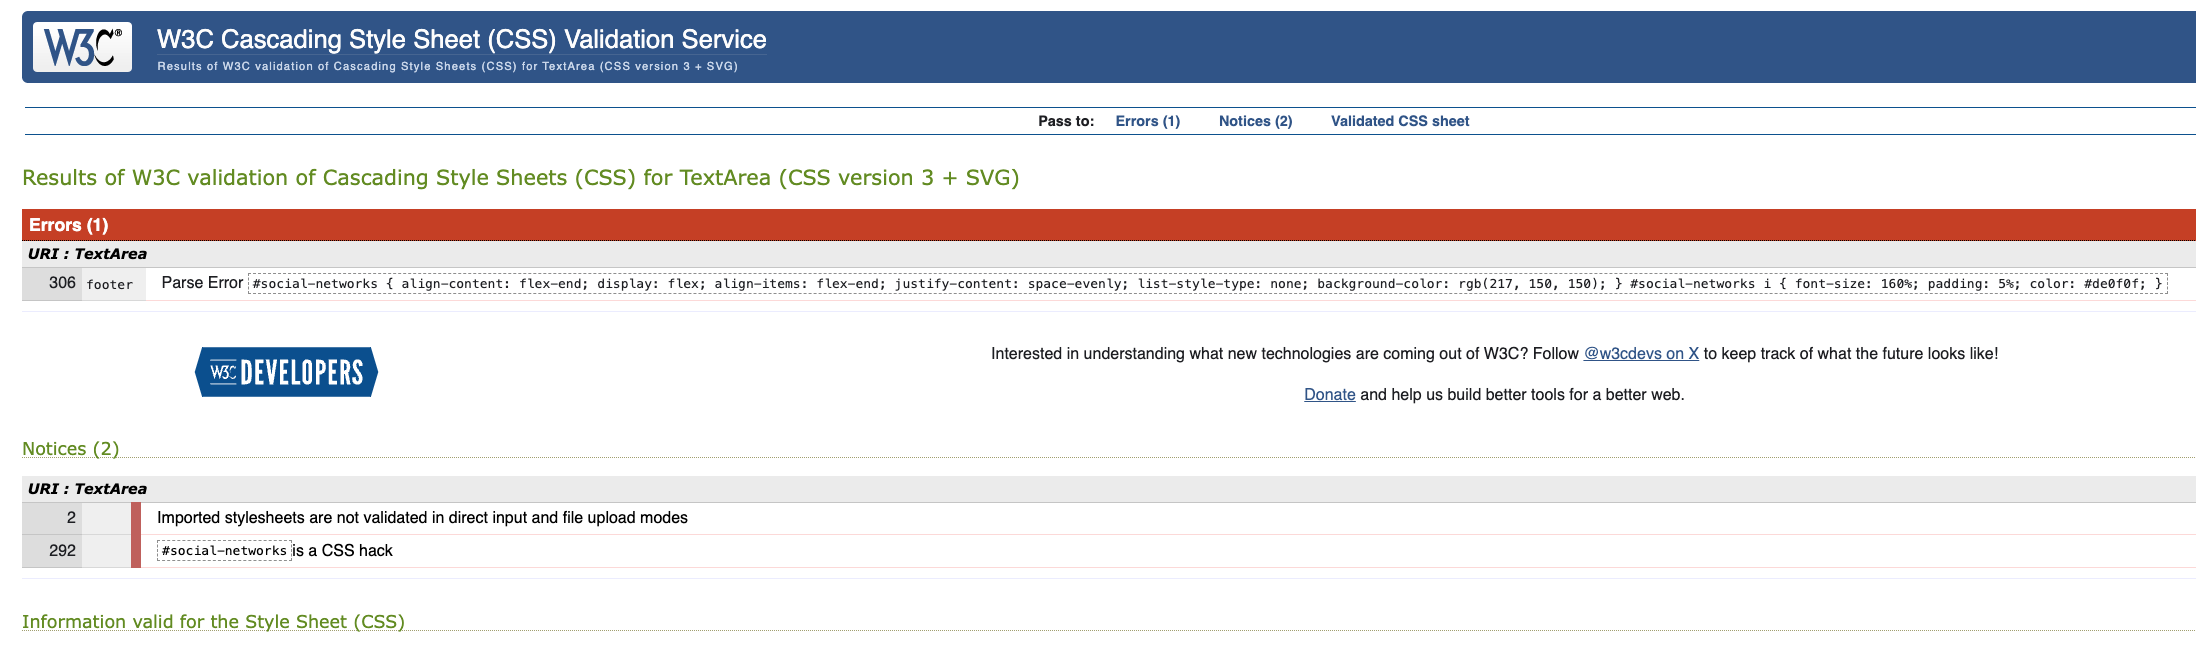 W3C®
W3C Cascading Style Sheet (CSS) Validation Service
Results of W3C validation of Cascading Style Sheets (CSS) for TextArea (CSS version 3 + SVG)
Pass to: Errors (1) Notices (2) Validated CSS sheet
Results of W3C validation of Cascading Style Sheets (CSS) for TextArea (CSS version 3 + SVG)
Errors (1)
URI : TextArea
306 footer Parse Error #social-networks { align-content: flex-end; display: flex; align-items: flex-end; justify-content: space-evenly; list-style-type: none; background-color: rgb(217, 150, 150); } #social-networks i { font-size: 160%; padding: 5%; color: #de0f0f; }
W3C DEVELOPERS
Interested in understanding what new technologies are coming out of W3C? Follow @w3cdevs on X to keep track of what the future looks like!
Donate and help us build better tools for a better web.
Notices (2)
URI : TextArea
2 Imported stylesheets are not validated in direct input and file upload modes
292 #social-networks is a CSS hack
Information valid for the Style Sheet (CSS)